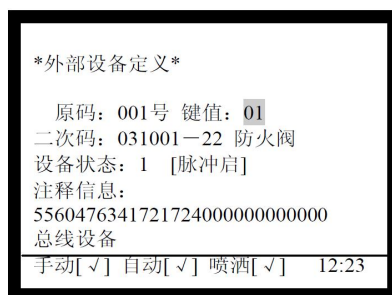 *外部设备定义*
原码：001号 键值：01
二次码：031001－22 防火阀
设备状态：1 [脉冲启]
注释信息：
5560476341721724000000000000
总线设备
手动[√] 自动[√] 喷洒[√] 12:23